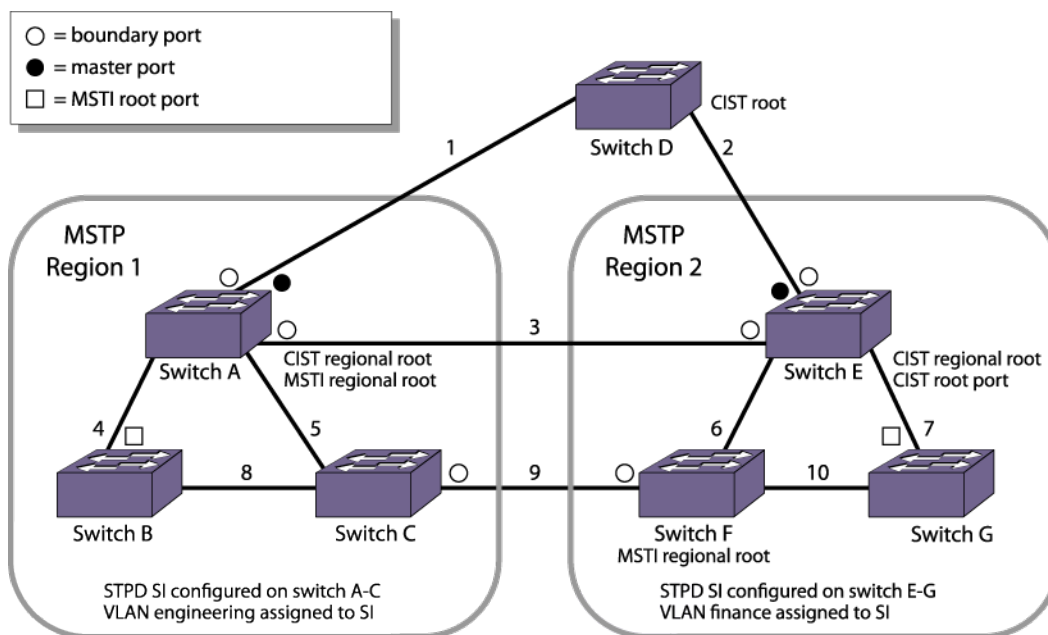 = boundary port
= master port
= MSTI root port
CIST root
Switch D
1
2
MSTP
Region 1
MSTP
Region 2
3
Switch A
CIST regional root
MSTI regional root
Switch E
CIST regional root
CIST root port
4
5
6
7
8
9
10
Switch B
Switch C
Switch F
MSTI regional root
Switch G
STPD SI configured on switch A-C
VLAN engineering assigned to SI
STPD SI configured on switch E-G
VLAN finance assigned to SI